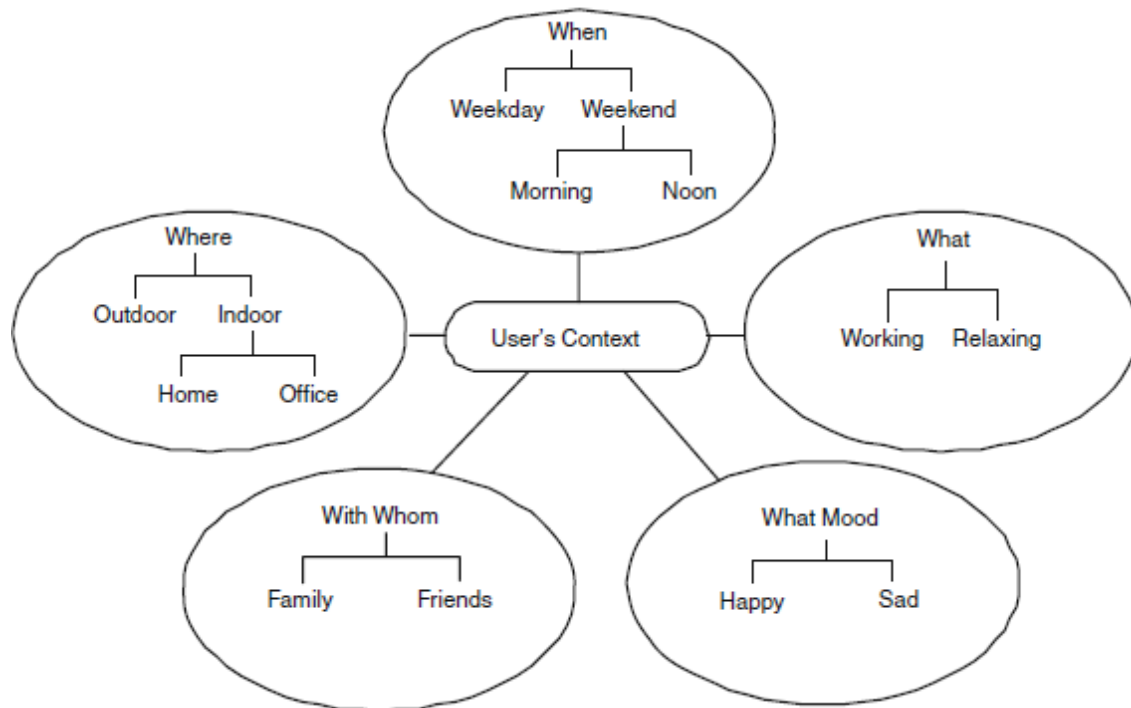 When
Weekday Weekend
Morning Noon
Where
Outdoor Indoor
Home Office
What
Working Relaxing
User's Context
With Whom
Family Friends
What Mood
Happy Sad